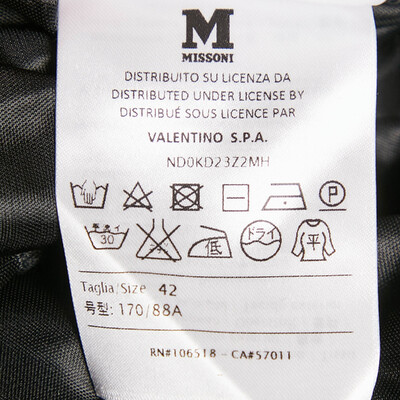 M
MISSONI
DISTRIBUITO SU LICENZA DA
DISTRIBUTED UNDER LICENSE BY
DISTRIBUÉ SOUS LICENCE PAR
VALENTINO S.P.A.
ND0KD23Z2MH
30 低 ドライ 平
Taglia/Size 42
号型: 170/88A
RN#106518 - CA#57011